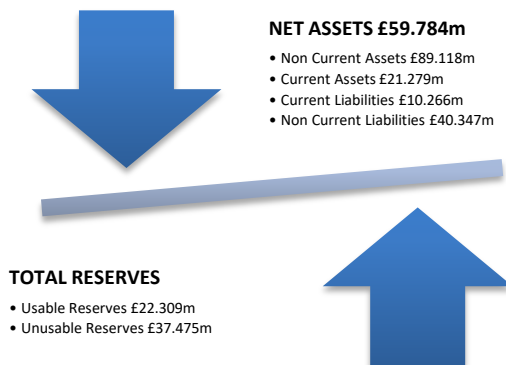 NET ASSETS £59.784m
• Non Current Assets £89.118m
• Current Assets £21.279m
• Current Liabilities £10.266m
• Non Current Liabilities £40.347m
TOTAL RESERVES
• Usable Reserves £22.309m
• Unusable Reserves £37.475m